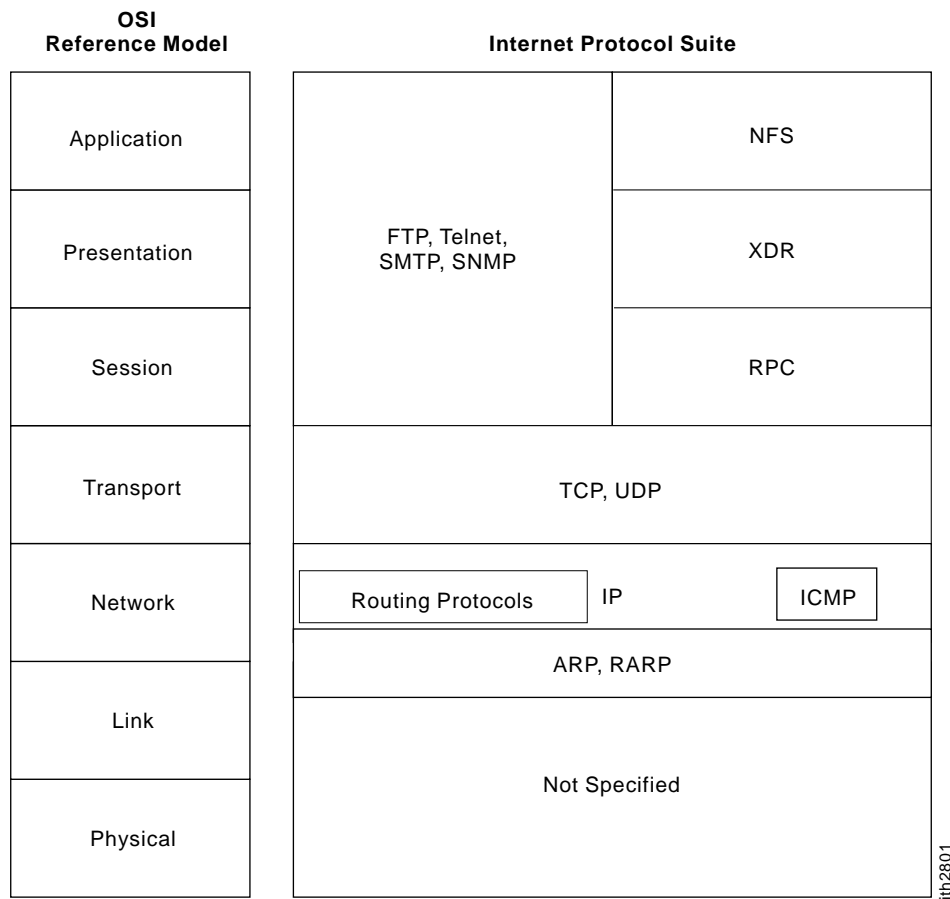 OSI
Reference Model
Internet Protocol Suite
Application
Presentation
Session
Transport
Network
Link
Physical
FTP, Telnet,
SMTP, SNMP
NFS
XDR
RPC
TCP, UDP
Routing Protocols
IP
ICMP
ARP, RARP
Not Specified
ith2801